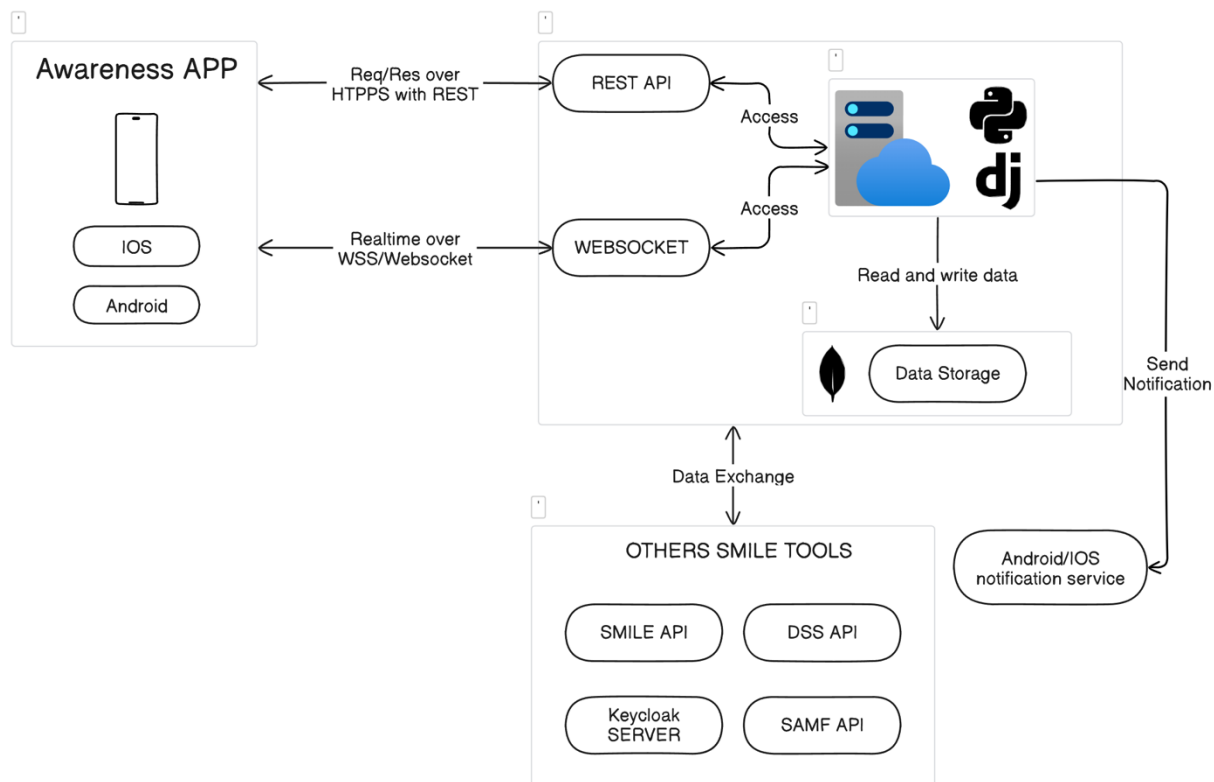 Awareness APP
IOS
Android
Req/Res over
HTPPS with REST
Realtime over
WSS/Websocket
REST API
WEBSOCKET
Access
Access
dj
Read and write data
Data Storage
Send
Notification
Data Exchange
OTHERS SMILE TOOLS
SMILE API
DSS API
Keycloak
SERVER
SAMF API
Android/IOS
notification service